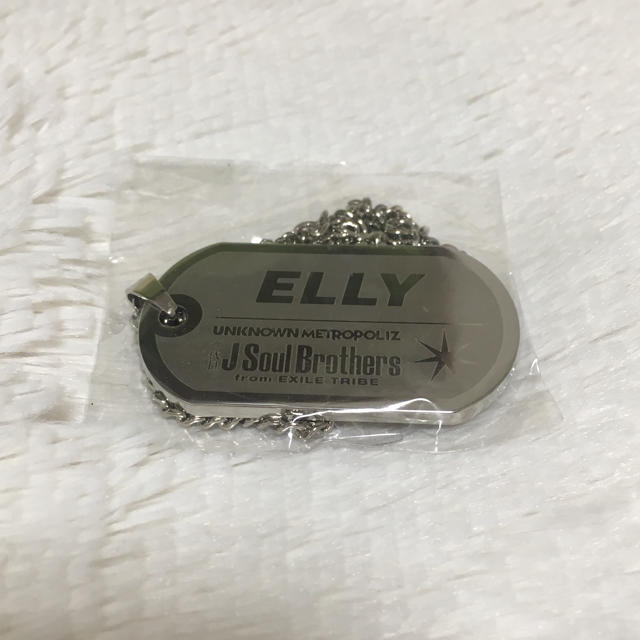 ELLY
UNKNOWN METROPOLIZ
J Soul Brothers
from EXILE TRIBE